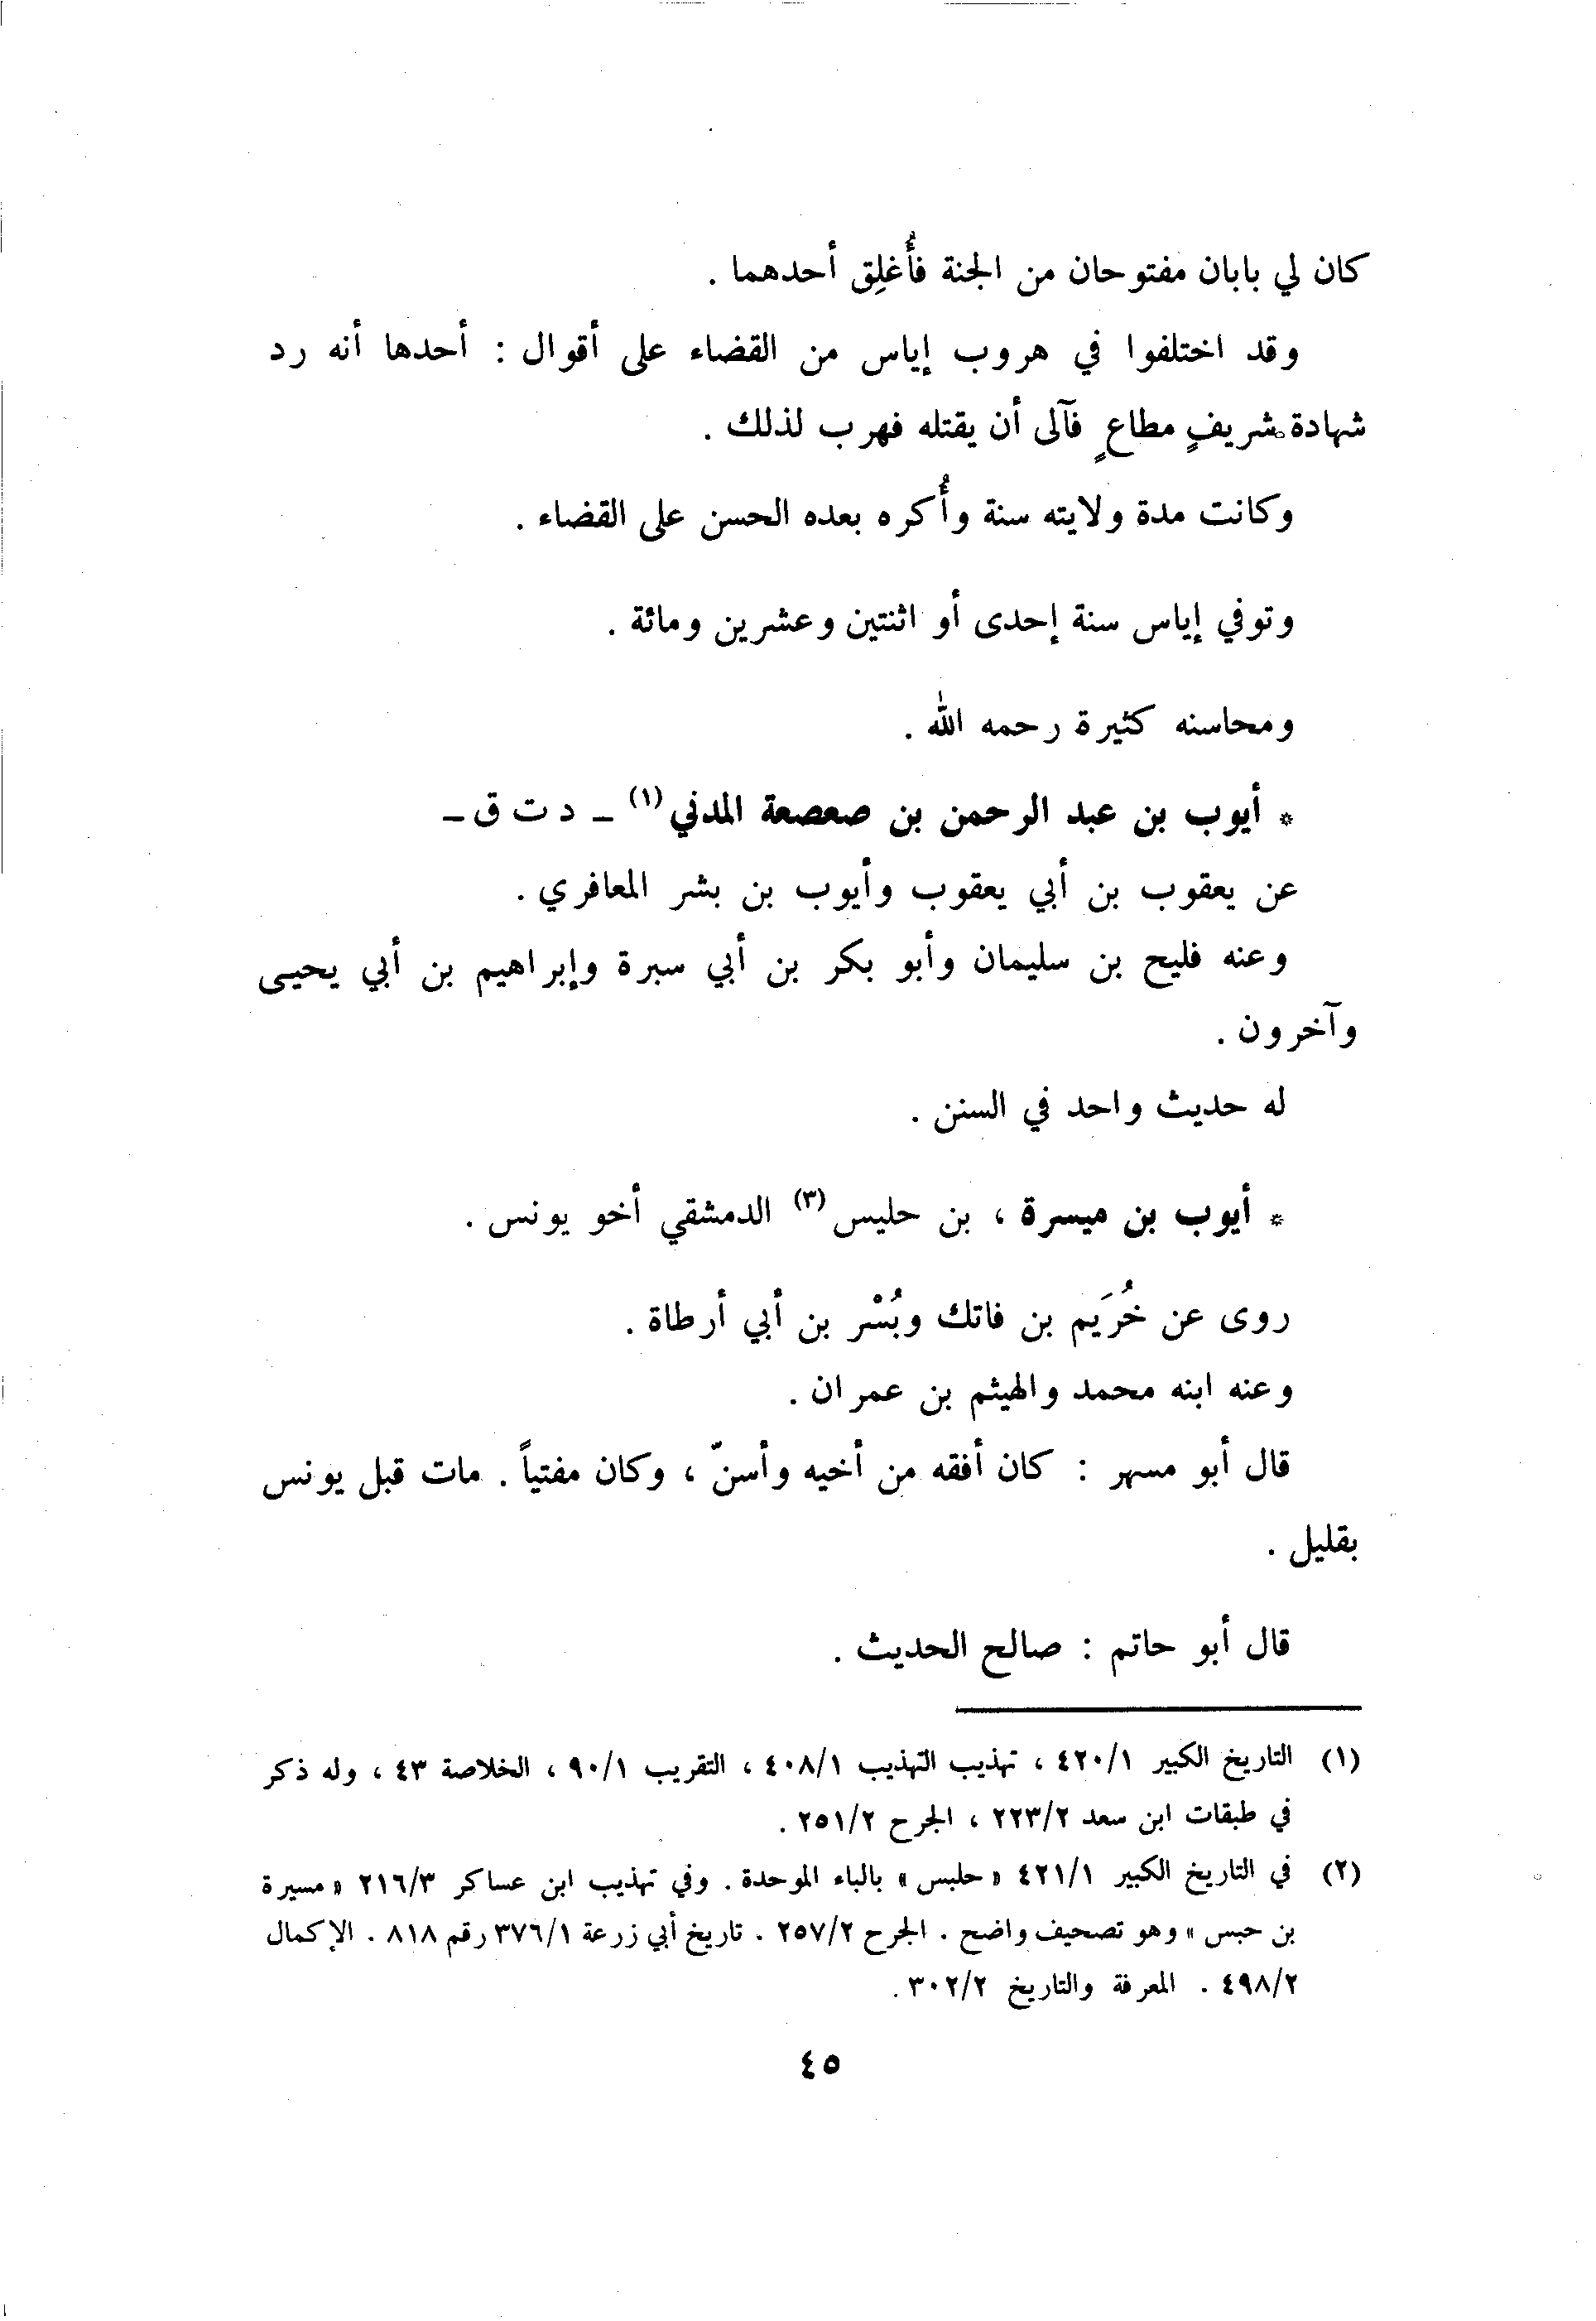 كان لي بابان مفتوحان من الجنة فأُغلِق أحدهما .
وقد اختلفوا في هروب إياس من القضاء على أقوال : أحدها أنه رد
شهادة شريفٍ مطاعٍ فآلى أن يقتله فهرب لذلك .
وكانت مدة ولايته سنة وأُكره بعده الحسن على القضاء .
وتوفي إياس سنة إحدى أو اثنتين وعشرين ومائة .
ومحاسنه كثيرة رحمه الله .
* أيوب بن عبد الرحمن بن صعصعة المدني (١) ـ د ت ق ـ
عن يعقوب بن أبي يعقوب وأيوب بن بشر المعافري .
وعنه فليح بن سليمان وأبو بكر بن أبي سبرة وإبراهيم بن أبي يحيى
وآخرون .
له حديث واحد في السنن .
* أيوب بن ميسرة ، بن حليس (٣) الدمشقي أخو يونس .
روى عن خُرَيم بن فاتك وبُسْر بن أبي أرطاة .
وعنه ابنه محمد والهيثم بن عمران .
قال أبو مسهر : كان أفقه من أخيه وأسنّ ، وكان مفتياً . مات قبل يونس
بقليل .
قال أبو حاتم : صالح الحديث .
(١) التاريخ الكبير ٤٢٠/١ ، تهذيب التهذيب ٤٠٨/١ ، التقريب ٩٠/١ ، الخلاصة ٤٣ ، وله ذكر
في طبقات ابن سعد ٢٢٣/٢ ، الجرح ٢٥١/٢ .
(٢) في التاريخ الكبير ٤٢١/١ « حلبس » بالباء الموحدة . وفي تهذيب ابن عساكر ٢١٦/٣ « مسيرة
بن حبس » وهو تصحيف واضح . الجرح ٢٥٧/٢ . تاريخ أبي زرعة ٣٧٦/١ رقم ٨١٨ . الإكمال
٤٩٨/٢ . المعرفة والتاريخ ٣٠٢/٢ .
٤٥